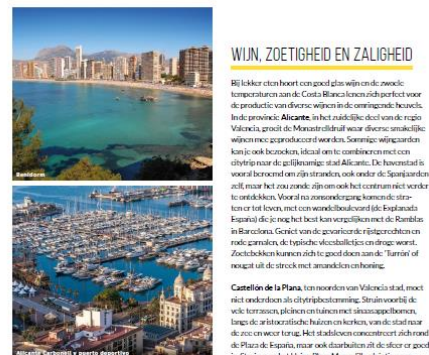 Benidorm
Alicante Carbonell y puerto deportivo
WIJN, ZOETIGHEID EN ZALIGHEID
Bij lekker eten hoort een goed glas wijn en de zwoele
temperaturen aan de Costa Blanca lenen zich perfect voor
de productie van diverse wijnen in de omringende heuvels.
In de provincie Alicante, in het zuidelijke deel van de regio
Valencia, groeit de Monastrelldruif waar diverse smakelijke
wijnen mee geproduceerd worden. Sommige wijngaarden
kan je ook bezoeken, ideaal om te combineren met een
citytrip naar de gelijknamige stad Alicante. De havenstad is
vooral beroemd om zijn stranden, ook onder de Spanjaarden
zelf, maar het zou zonde zijn om ook het centrum niet verder
te ontdekken. Vooral na zonsondergang komen de stra-
ten er tot leven, met een wandelboulevard (de Explanada
España) die je nog het best kan vergelijken met de Ramblas
in Barcelona. Geniet van de gevarieerde rijstgerechten en
rode garnalen, de typische vleesballetjes en droge worst.
Zoetebekken kunnen zich te goed doen aan de 'Turrón' of
nougat uit de streek met amandelen en honing.
Castellón de la Plana, ten noorden van Valencia stad, moet
niet onderdoen als citytripbestemming. Struin voorbij de
vele terrassen, pleinen en tuinen met sinaasappelbomen,
langs de aristocratische huizen en kerken, van de stad naar
de zee en weer terug. Het stadsleven concentreert zich rond
de Plaza de España, maar ook daarbuiten zit de sfeer er goed